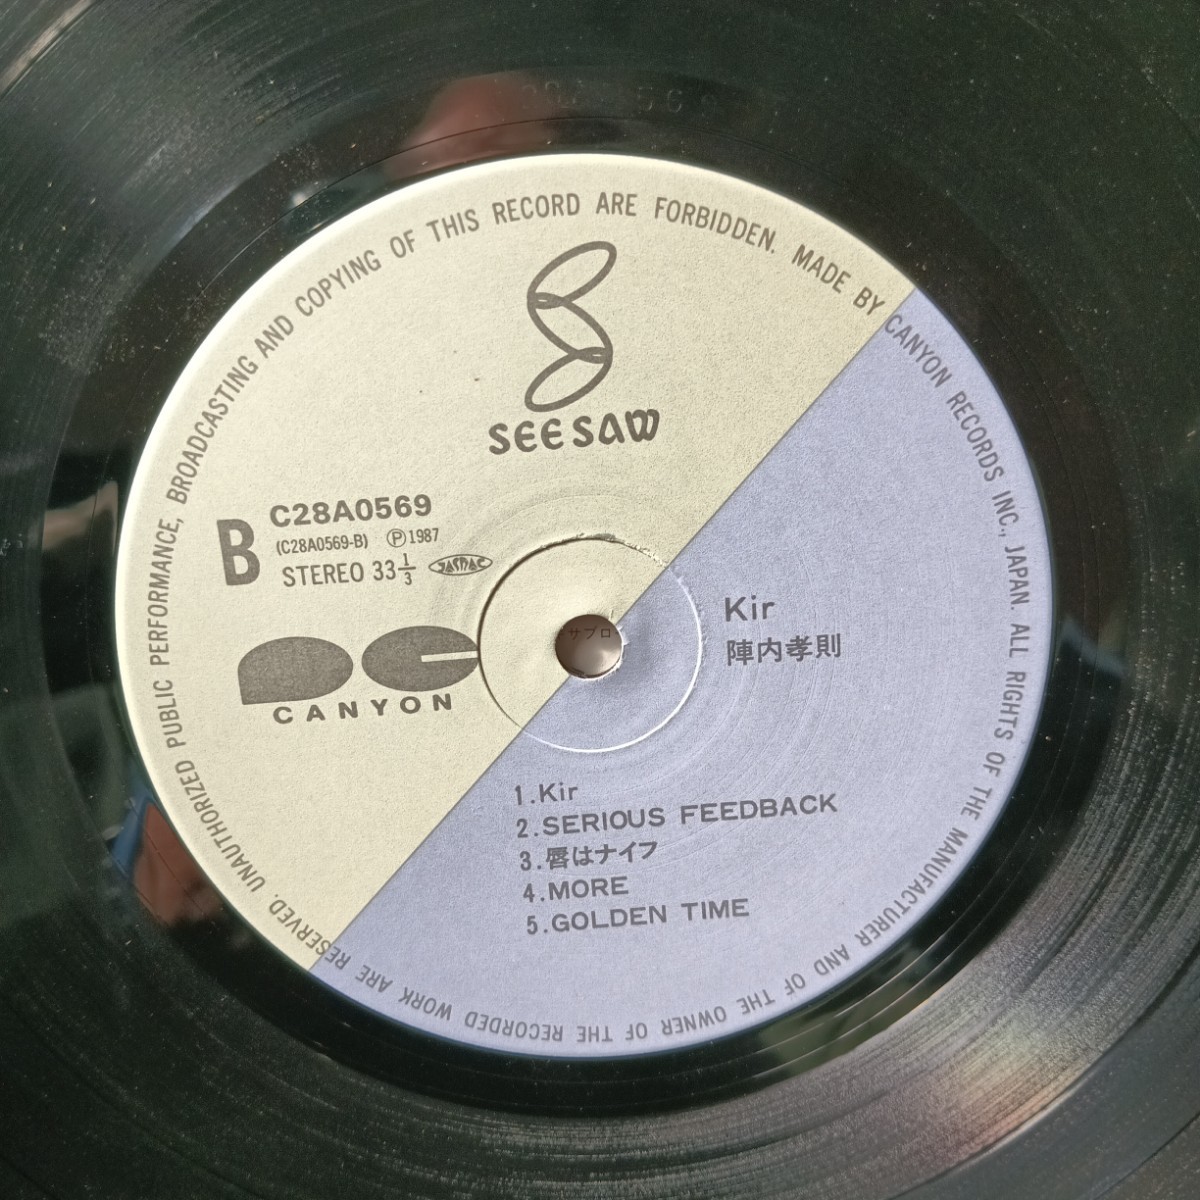 UNAUTHORIZED PUBLIC PERFORMANCE, BROADCASTING AND COPYING OF THIS RECORD ARE FORBIDDEN. MADE BY CANYON RECORDS INC., JAPAN. ALL RIGHTS OF THE MANUFACTURER AND OF THE OWNER OF THE RECORDED WORK ARE RESERVED.
SEE SAW
B
C28A0569
(C28A0569-B) Ⓟ1987
STEREO 33 1/3 JASRAC
CANYON
サブロ
Kir
陣内孝則
1.Kir
2.SERIOUS FEEDBACK
3.唇はナイフ
4.MORE
5.GOLDEN TIME